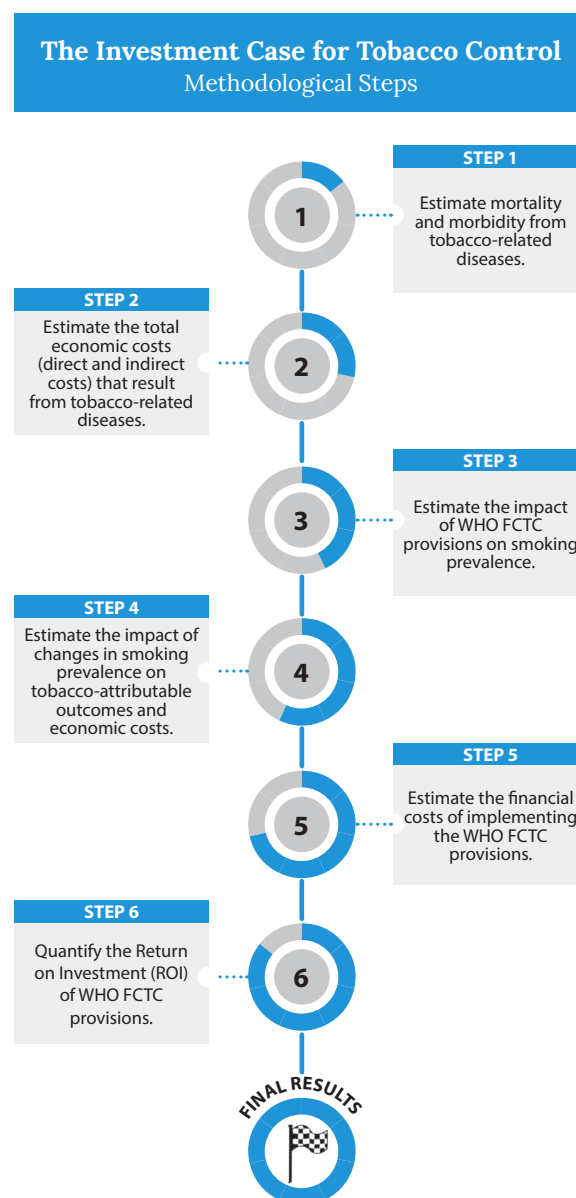 The Investment Case for Tobacco Control
Methodological Steps
STEP 1
1
Estimate mortality
and morbidity from
tobacco-related
diseases.
STEP 2
Estimate the total
economic costs
(direct and indirect
costs) that result
from tobacco-related
diseases.
2
STEP 3
3
Estimate the impact
of WHO FCTC
provisions on smoking
prevalence.
STEP 4
Estimate the impact of
changes in smoking
prevalence on
tobacco-attributable
outcomes and
economic costs.
4
STEP 5
5
Estimate the financial
costs of implementing
the WHO FCTC
provisions.
STEP 6
Quantify the Return
on Investment (ROI)
of WHO FCTC
provisions.
6
FINAL RESULTS